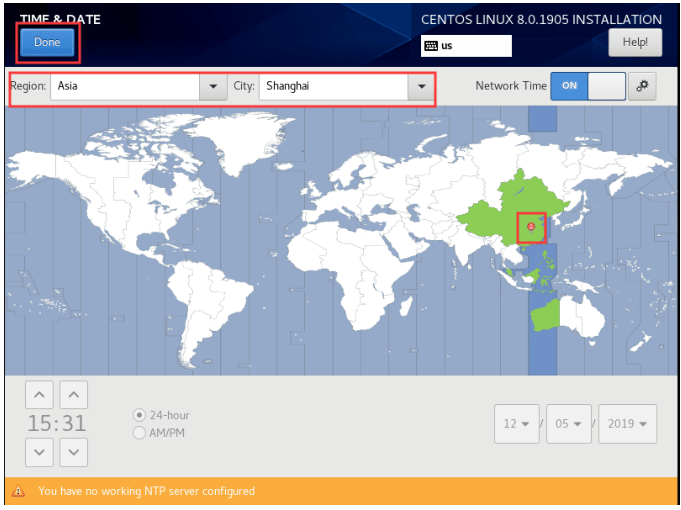 TIME & DATE
CENTOS LINUX 8.0.1905 INSTALLATION
Done
us
Help!
Region: Asia City: Shanghai Network Time ON
15:31
24-hour
AM/PM
12 / 05 / 2019
You have no working NTP server configured